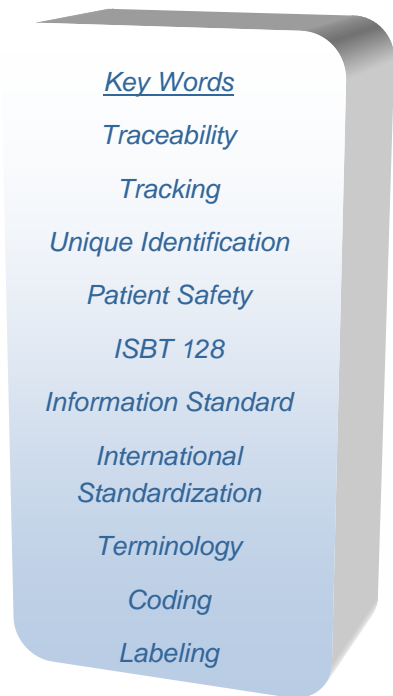 Key Words
Traceability
Tracking
Unique Identification
Patient Safety
ISBT 128
Information Standard
International
Standardization
Terminology
Coding
Labeling